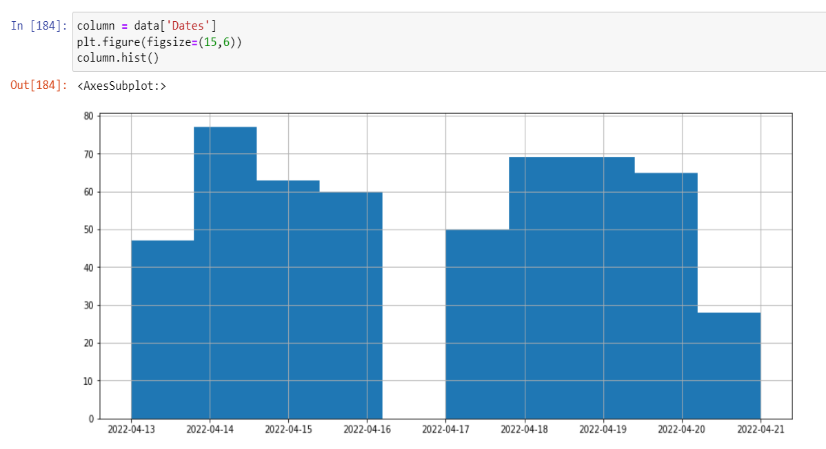 In [184]: column = data['Dates']
plt.figure(figsize=(15,6))
column.hist()
Out[184]: <AxesSubplot:>
80
70
60
50
40
30
20
10
0
2022-04-13 2022-04-14 2022-04-15 2022-04-16 2022-04-17 2022-04-18 2022-04-19 2022-04-20 2022-04-21